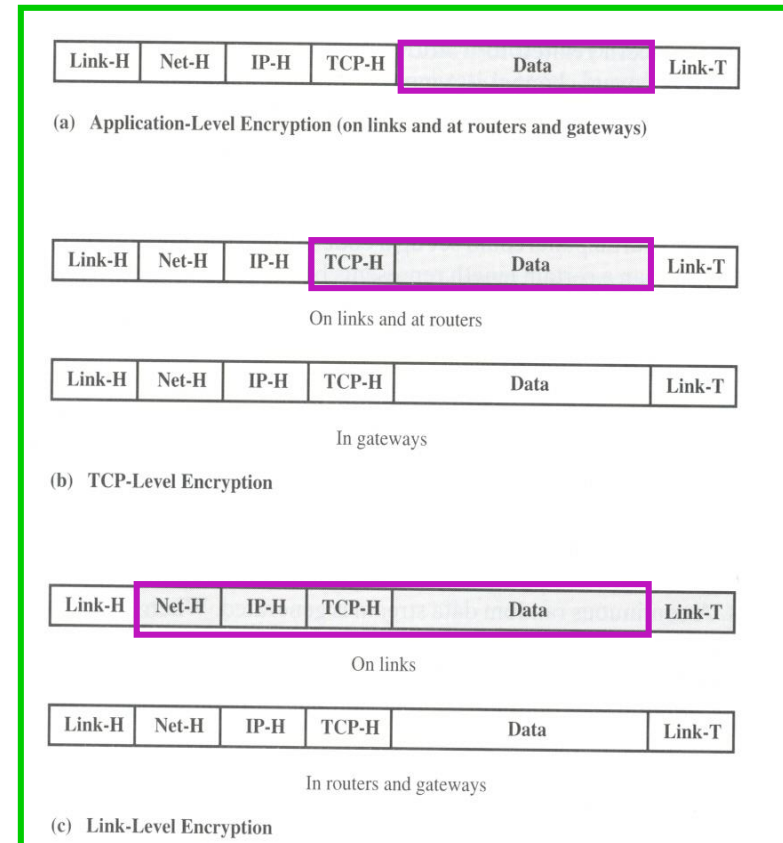 Link-H Net-H IP-H TCP-H Data Link-T
(a) Application-Level Encryption (on links and at routers and gateways)
Link-H Net-H IP-H TCP-H Data Link-T
On links and at routers
Link-H Net-H IP-H TCP-H Data Link-T
In gateways
(b) TCP-Level Encryption
Link-H Net-H IP-H TCP-H Data Link-T
On links
Link-H Net-H IP-H TCP-H Data Link-T
In routers and gateways
(c) Link-Level Encryption